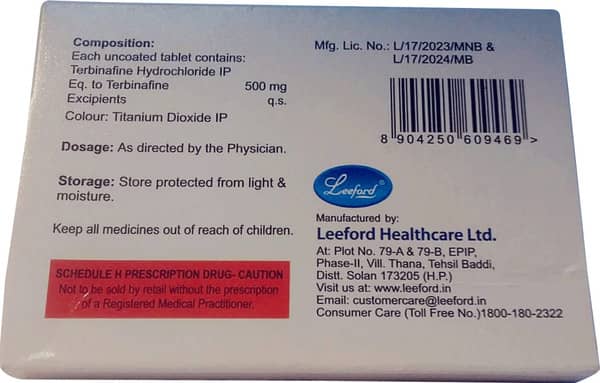 Composition:
Each uncoated tablet contains:
Terbinafine Hydrochloride IP
Eq. to Terbinafine 500 mg
Excipients q.s.
Colour: Titanium Dioxide IP
Dosage: As directed by the Physician.
Storage: Store protected from light &
moisture.
Keep all medicines out of reach of children.
SCHEDULE H PRESCRIPTION DRUG- CAUTION
Not to be sold by retail without the prescription
of a Registered Medical Practitioner.
Mfg. Lic. No.: L/17/2023/MNB &
L/17/2024/MB
8 904250 609469 >
Leeford ®
Manufactured by:
Leeford Healthcare Ltd.
At: Plot No. 79-A & 79-B, EPIP,
Phase-II, Vill. Thana, Tehsil Baddi,
Distt. Solan 173205 (H.P.)
Visit us at: www.leeford.in
Email: customercare@leeford.in
Consumer Care (Toll Free No.)1800-180-2322